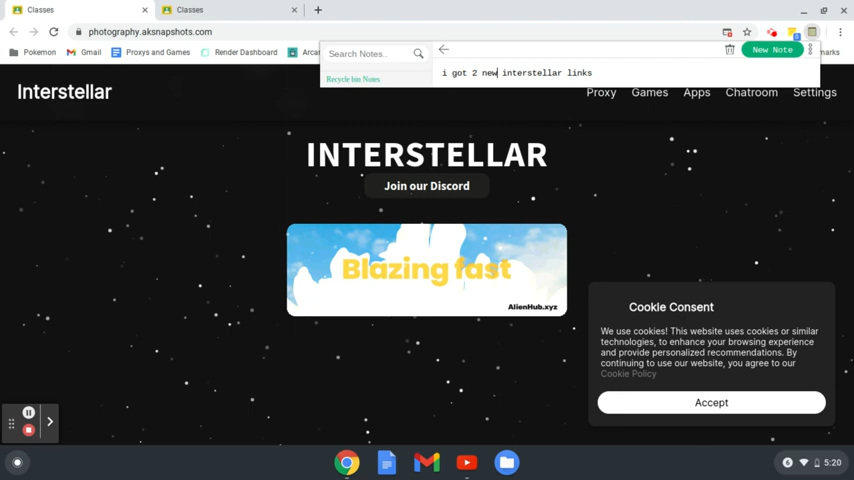 Classes
Classes
photography.aksnapshots.com
Pokemon
Gmail
Proxys and Games
Render Dashboard
Arcan
marks
Search Notes..
New Note
Recycle bin Notes
i got 2 new interstellar links
Interstellar
Proxy
Games
Apps
Chatroom
Settings
INTERSTELLAR
Join our Discord
Blazing fast
AlienHub.xyz
Cookie Consent
We use cookies! This website uses cookies or similar
technologies, to enhance your browsing experience
and provide personalized recommendations. By
continuing to use our website, you agree to our
Cookie Policy
Accept
6
5:20